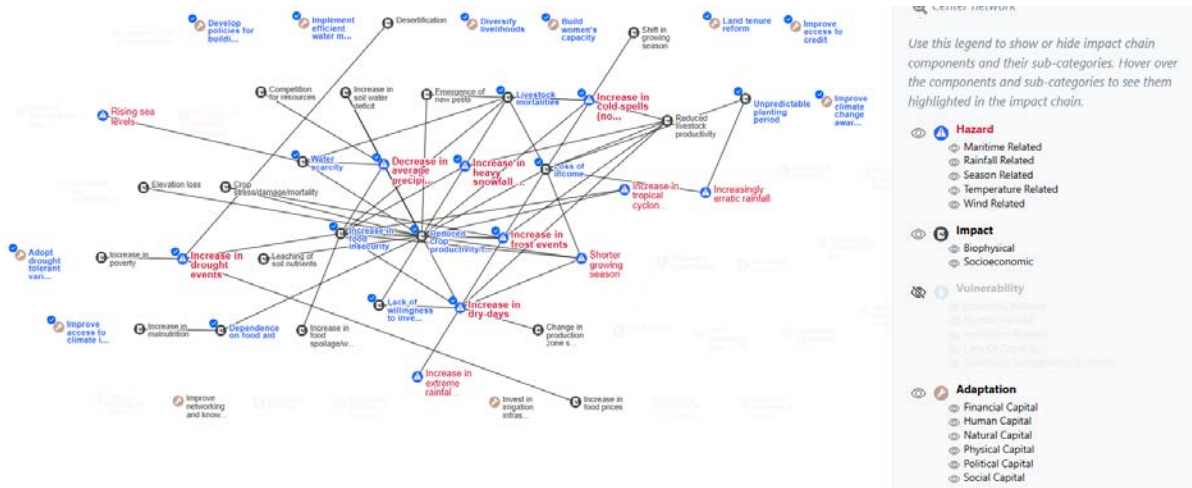 Develop
policies for
buildi...
Implement
efficient
water m...
Desertification
Diversify
livelihoods
Build
women's
capacity
Shift in
growing
season
Land tenure
reform
Improve
access to
credit
Rising sea
levels
Competition
for resources
Increase in
soil water
deficit
Emergence of
new pests
Livestock
mortalities
Increase in
cold-spells
(no...
Reduced
livestock
productivity
Unpredictable
planting
period
Improve
climate
change
awar...
Water
scarcity
Decrease in
average
precipi...
Increase in
heavy
snowfall...
Loss of
income
Elevation loss
Crop
stress/damage/mortality
Increase in
tropical
cyclon...
Increasingly
erratic rainfall
Increase in
food
insecurity
Reduced
crop
productivity/
Increase in
frost events
Adopt
drought
tolerant
vari...
Increase in
poverty
Increase in
drought
events
Leaching of
soil nutrients
Shorter
growing
season
Lack of
willingness
to inve...
Increase in
dry-days
Improve
access to
climate i...
Increase in
malnutrition
Dependence
on food aid
Increase in
food
spoilage/w...
Change in
production
zone s...
Increase in
extreme
rainfal...
Improve
networking
and know...
Invest in
irrigation
infras...
Increase in
food prices
Center network
Use this legend to show or hide impact chain
components and their sub-categories. Hover over
the components and sub-categories to see them
highlighted in the impact chain.
Hazard
Maritime Related
Rainfall Related
Season Related
Temperature Related
Wind Related
Impact
Biophysical
Socioeconomic
Vulnerability
Adaptation
Financial Capital
Human Capital
Natural Capital
Physical Capital
Political Capital
Social Capital